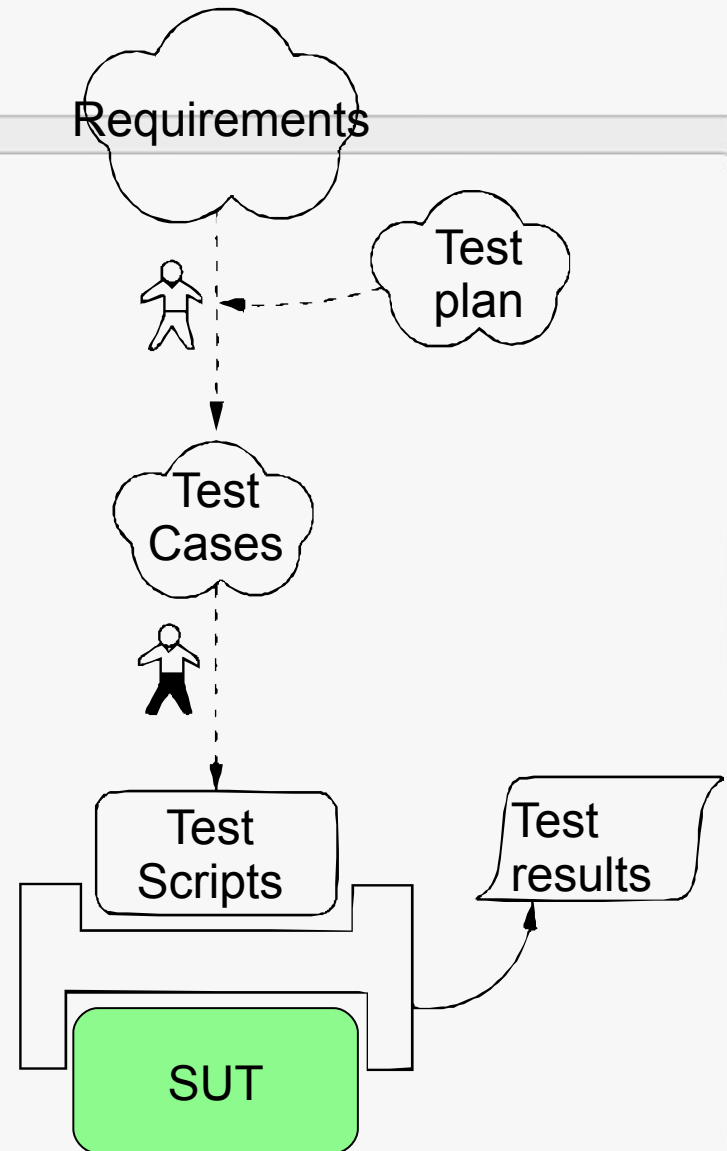 Requirements
Test
plan
Test
Cases
Test
Scripts
Test
results
SUT